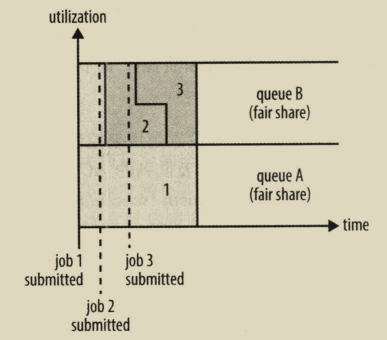 utilization
3
queue B
(fair share)
2
1
queue A
(fair share)
time
job 1
submitted
job 3
submitted
job 2
submitted